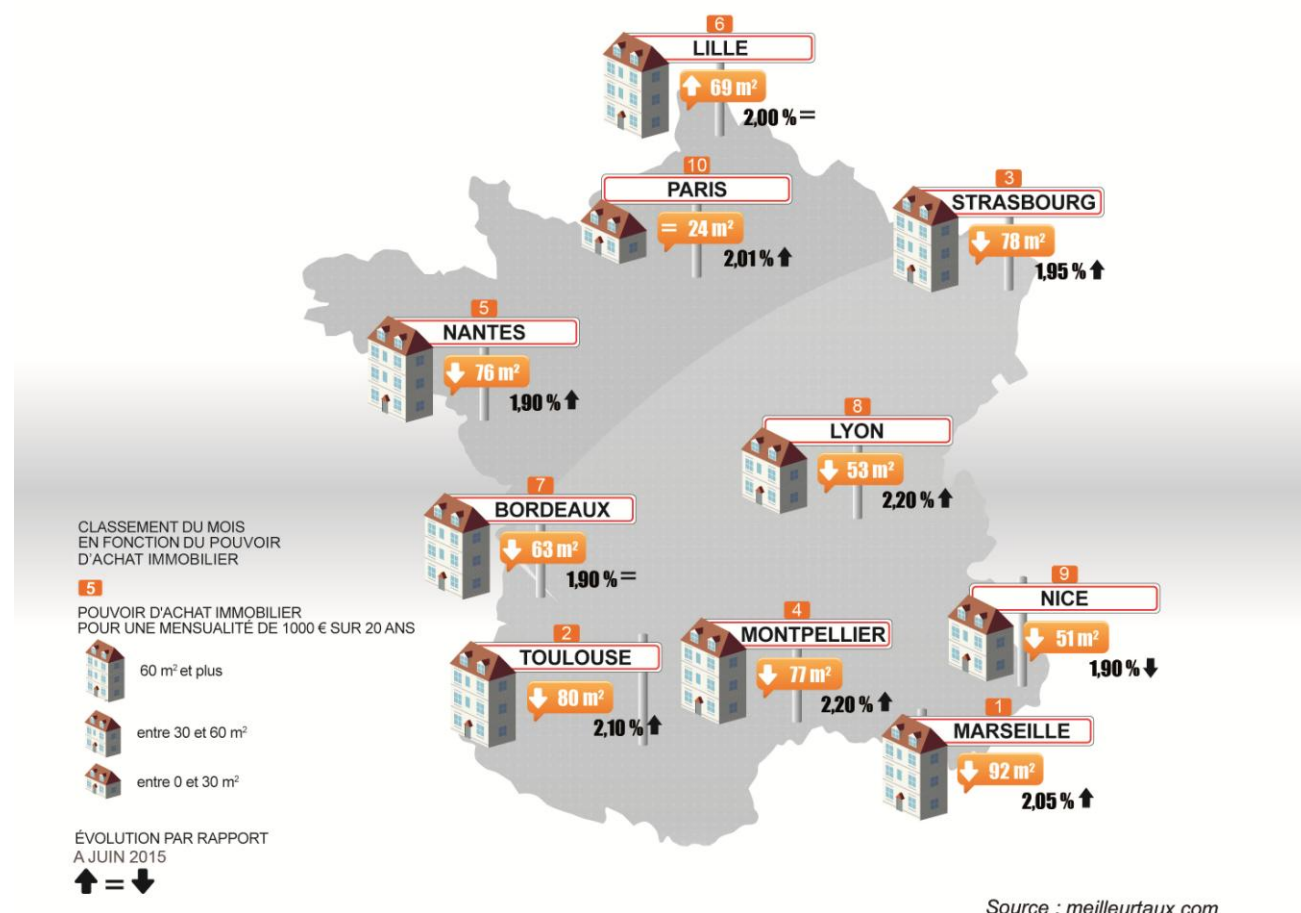 6
LILLE
69 m²
2,00 % =
10
PARIS
= 24 m²
2,01 %
3
STRASBOURG
78 m²
1,95 %
5
NANTES
76 m²
1,90 %
8
LYON
53 m²
2,20 %
7
BORDEAUX
63 m²
1,90 % =
9
NICE
51 m²
1,90 %
4
MONTPELLIER
77 m²
2,20 %
2
TOULOUSE
80 m²
2,10 %
1
MARSEILLE
92 m²
2,05 %
CLASSEMENT DU MOIS
EN FONCTION DU POUVOIR
D'ACHAT IMMOBILIER
5
POUVOIR D'ACHAT IMMOBILIER
POUR UNE MENSUALITÉ DE 1000 € SUR 20 ANS
60 m² et plus
entre 30 et 60 m²
entre 0 et 30 m²
ÉVOLUTION PAR RAPPORT
A JUIN 2015
=
Source : meilleurtaux.com